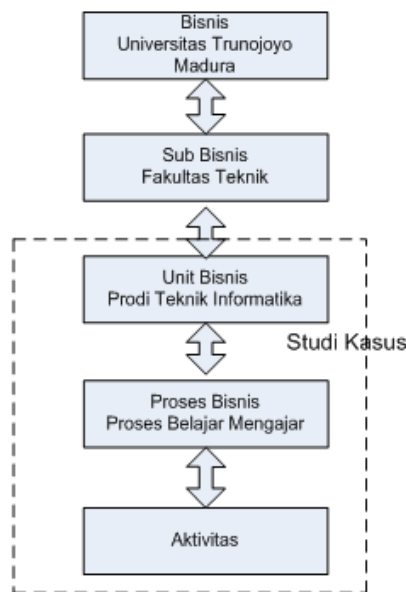 Bisnis
Universitas Trunojoyo
Madura
Sub Bisnis
Fakultas Teknik
Unit Bisnis
Prodi Teknik Informatika
Studi Kasus
Proses Bisnis
Proses Belajar Mengajar
Aktivitas